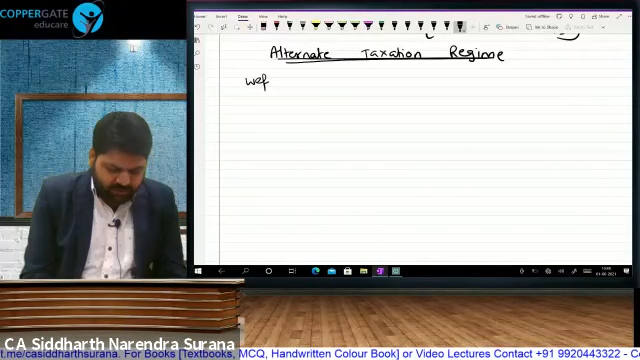 COPPERGATE
educare
Alternate Taxation Regime
wef
CA Siddharth Narendra Surana
t.me/casiddharthsurana. For Books [Textbooks, MCQ, Handwritten Colour Book] or Video Lectures Contact +91 9920443322 - C